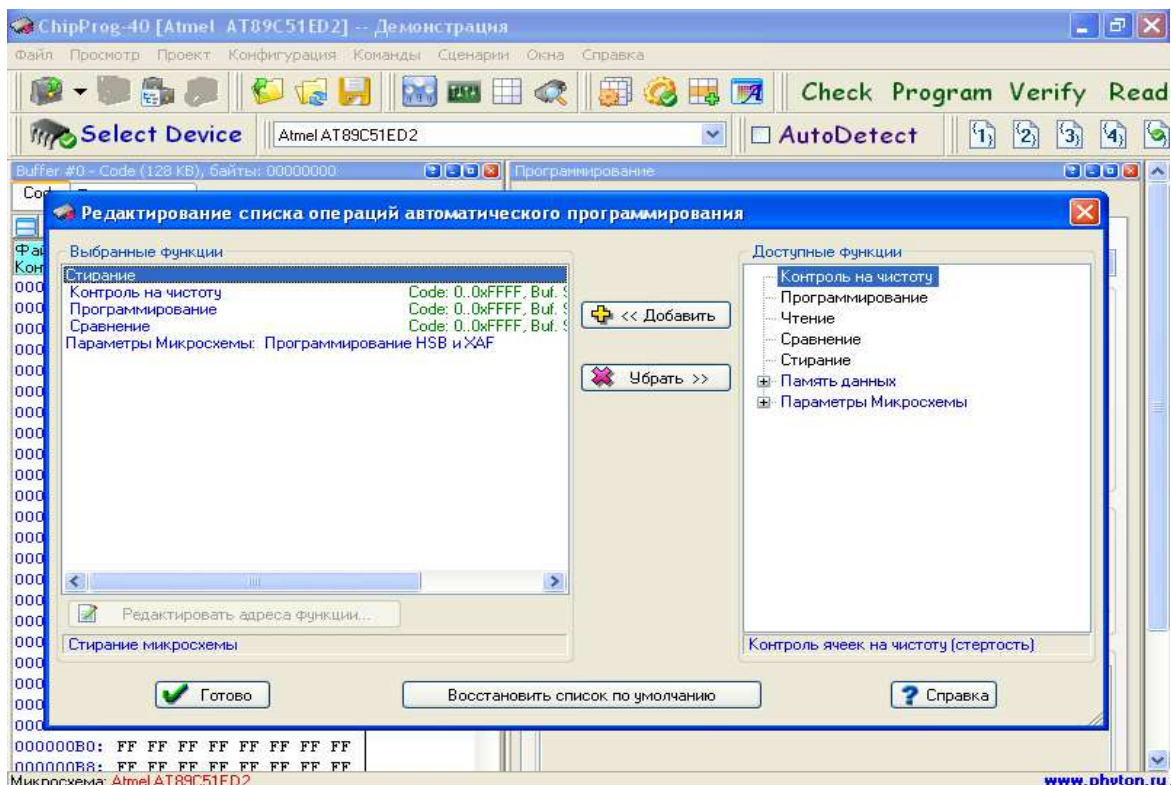 ChipProg-40 [Atmel AT89C51ED2] -- Демонстрация
Файл Просмотр Проект Конфигурация Команды Сценарии Окна Справка
Check Program Verify Read
Select Device Atmel AT89C51ED2 AutoDetect {1} {2} {3} {4}
Buffer #0 - Code (128 KB), байты: 00000000 Программирование
Редактирование списка операций автоматического программирования
Выбранные функции
Стирание
Контроль на чистоту Code: 0..0xFFFF, Buf.
Программирование Code: 0..0xFFFF, Buf.
Сравнение Code: 0..0xFFFF, Buf.
Параметры Микросхемы: Программирование HSB и XAF
Редактировать адреса функции...
Стирание микросхемы
<< Добавить
Убрать >>
Доступные функции
Контроль на чистоту
Программирование
Чтение
Сравнение
Стирание
Память данных
Параметры Микросхемы
Контроль ячеек на чистоту (стертость)
Готово Восстановить список по умолчанию Справка
000000B0: FF FF FF FF FF FF FF FF
000000B8: FF FF FF FF FF FF FF FF
Микросхема: Atmel AT89C51ED2 www.phyton.ru